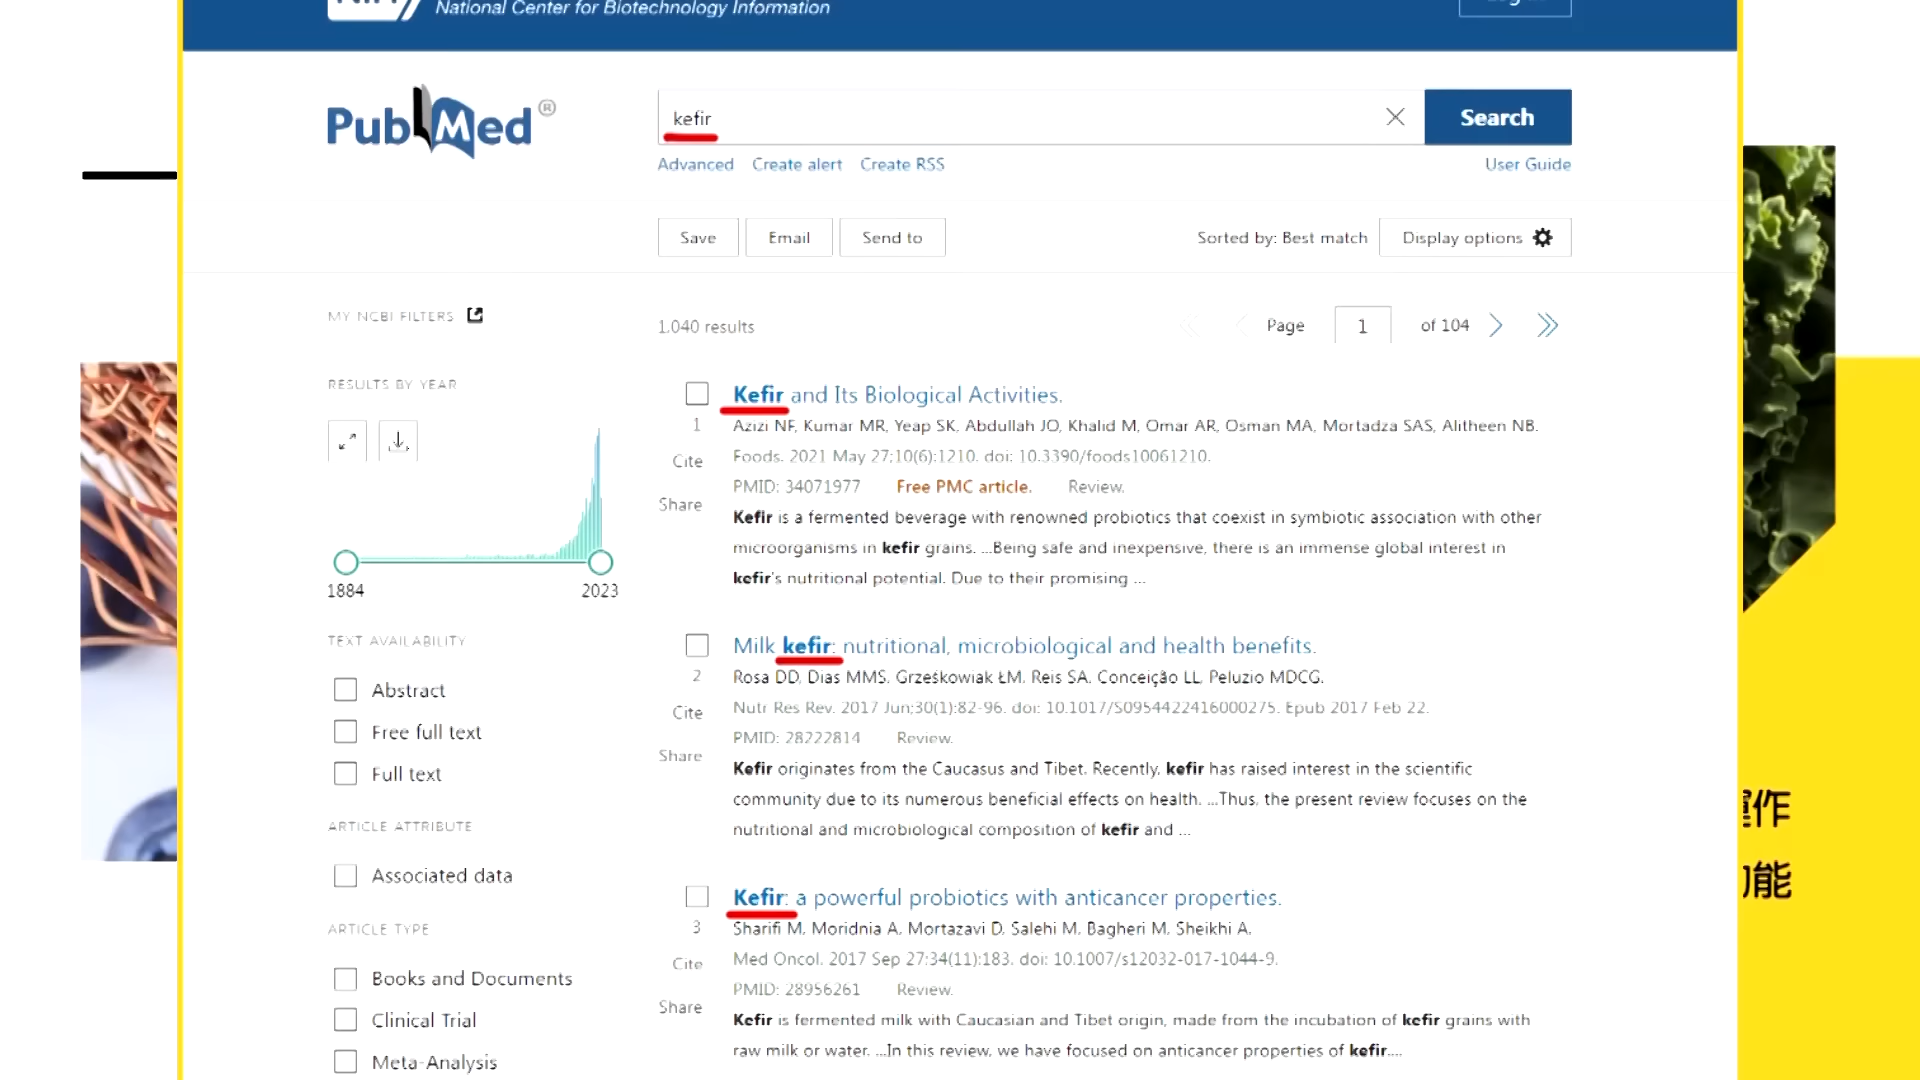 National Center for Biotechnology Information
PubMed®
kefir
Search
Advanced Create alert Create RSS User Guide
Save Email Send to Sorted by: Best match Display options
MY NCBI FILTERS
1,040 results
Page 1 of 104
RESULTS BY YEAR
1884 2023
TEXT AVAILABILITY
Abstract
Free full text
Full text
ARTICLE ATTRIBUTE
Associated data
ARTICLE TYPE
Books and Documents
Clinical Trial
Meta-Analysis
Kefir and Its Biological Activities.
1
Azizi NF, Kumar MR, Yeap SK, Abdullah JO, Khalid M, Omar AR, Osman MA, Mortadza SAS, Alitheen NB.
Cite
Foods. 2021 May 27;10(6):1210. doi: 10.3390/foods10061210.
PMID: 34071977 Free PMC article. Review.
Share
Kefir is a fermented beverage with renowned probiotics that coexist in symbiotic association with other
microorganisms in kefir grains. ...Being safe and inexpensive, there is an immense global interest in
kefir's nutritional potential. Due to their promising ...
Milk kefir: nutritional, microbiological and health benefits.
2
Rosa DD, Dias MMS, Grześkowiak ŁM, Reis SA, Conceição LL, Peluzio MDCG.
Cite
Nutr Res Rev. 2017 Jun;30(1):82-96. doi: 10.1017/S0954422416000275. Epub 2017 Feb 22.
PMID: 28222814 Review.
Share
Kefir originates from the Caucasus and Tibet. Recently, kefir has raised interest in the scientific
community due to its numerous beneficial effects on health. ...Thus, the present review focuses on the
nutritional and microbiological composition of kefir and ...
Kefir: a powerful probiotics with anticancer properties.
3
Sharifi M, Moridnia A, Mortazavi D, Salehi M, Bagheri M, Sheikhi A.
Cite
Med Oncol. 2017 Sep 27;34(11):183. doi: 10.1007/s12032-017-1044-9.
PMID: 28956261 Review.
Share
Kefir is fermented milk with Caucasian and Tibet origin, made from the incubation of kefir grains with
raw milk or water. ...In this review, we have focused on anticancer properties of kefir....
作
能